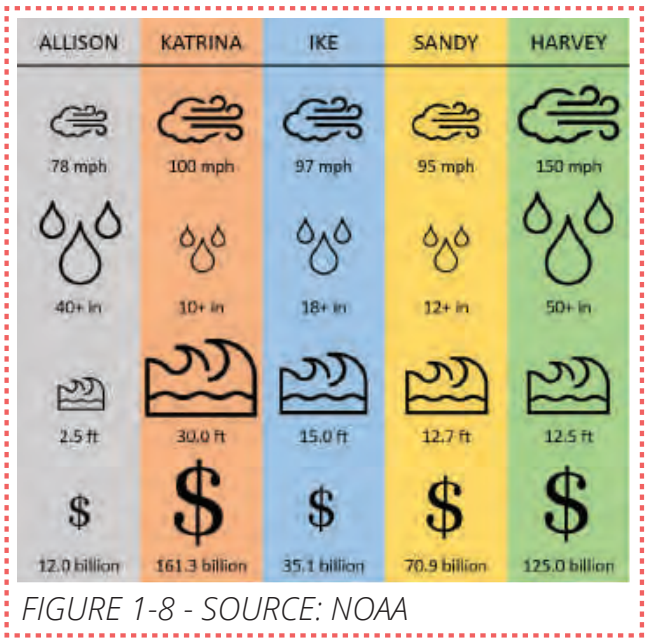 ALLISON KATRINA IKE SANDY HARVEY
78 mph 100 mph 97 mph 95 mph 150 mph
40+ in 10+ in 18+ in 12+ in 50+ in
2.5 ft 30.0 ft 15.0 ft 12.7 ft 12.5 ft
$ $ $ $ $
12.0 billion 161.3 billion 35.1 billion 70.9 billion 125.0 billion
FIGURE 1-8 - SOURCE: NOAA